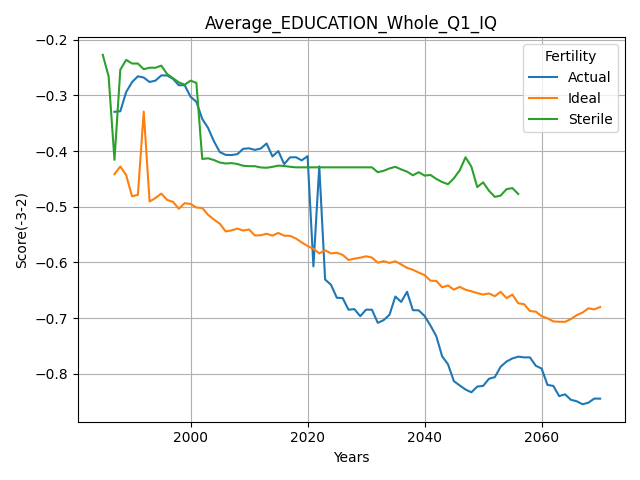 Average_EDUCATION_Whole_Q1_IQ
Fertility
Actual
Ideal
Sterile
Score(-3-2)
−0.2
−0.3
−0.4
−0.5
−0.6
−0.7
−0.8
2000
2020
2040
2060
Years